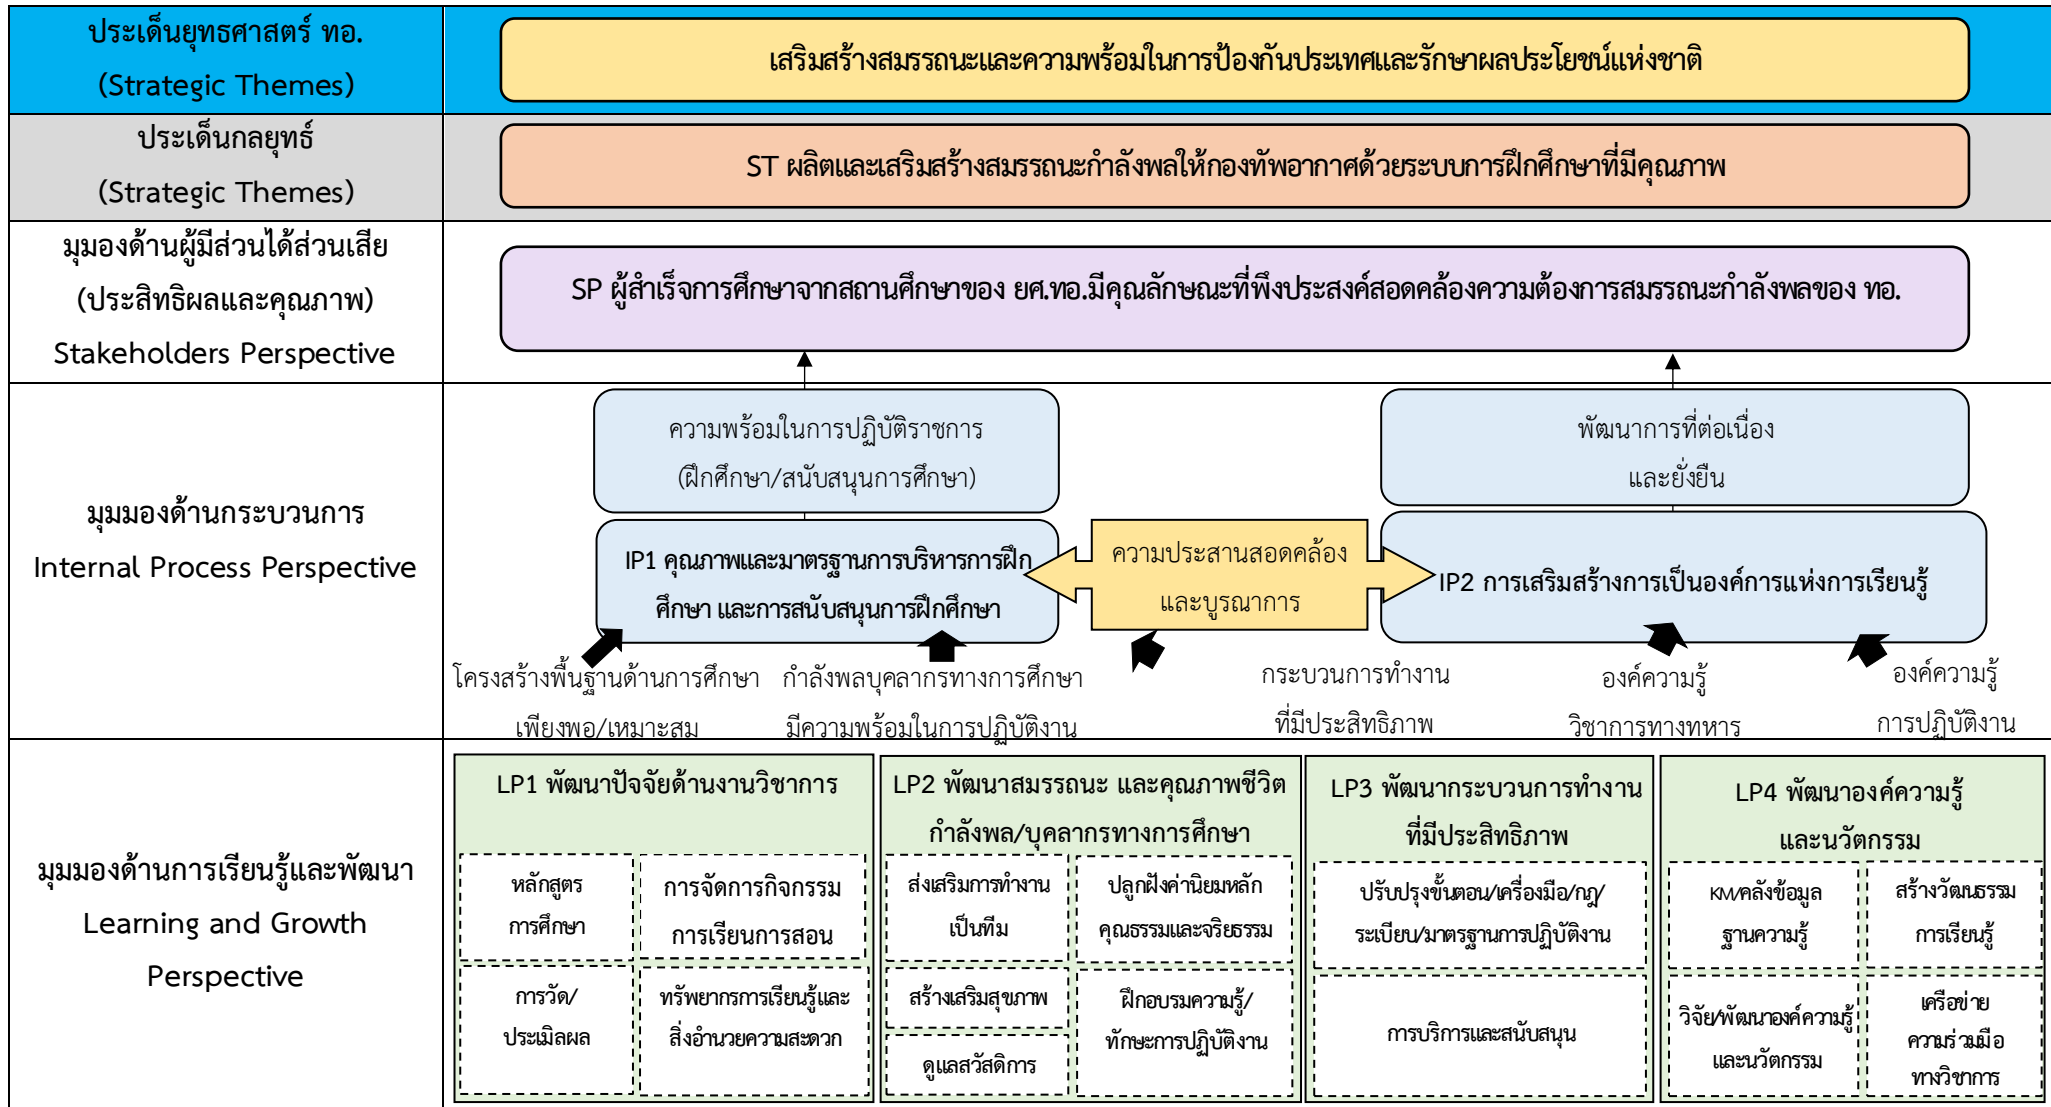 ประเด็นยุทธศาสตร์ ทอ.
(Strategic Themes)
เสริมสร้างสมรรถนะและความพร้อมในการป้องกันประเทศและรักษาผลประโยชน์แห่งชาติ
ประเด็นกลยุทธ์
(Strategic Themes)
ST ผลิตและเสริมสร้างสมรรถนะกำลังพลให้กองทัพอากาศด้วยระบบการฝึกศึกษาที่มีคุณภาพ
มุมองด้านผู้มีส่วนได้ส่วนเสีย
(ประสิทธิผลและคุณภาพ)
Stakeholders Perspective
SP ผู้สำเร็จการศึกษาจากสถานศึกษาของ ยศ.ทอ.มีคุณลักษณะที่พึงประสงค์สอดคล้องความต้องการสมรรถนะกำลังพลของ ทอ.
มุมมองด้านกระบวนการ
Internal Process Perspective
ความพร้อมในการปฏิบัติราชการ
(ฝึกศึกษา/สนับสนุนการศึกษา)
พัฒนาการที่ต่อเนื่อง
และยั่งยืน
IP1 คุณภาพและมาตรฐานการบริหารการฝึก
ศึกษา และการสนับสนุนการฝึกศึกษา
ความประสานสอดคล้อง
และบูรณาการ
IP2 การเสริมสร้างการเป็นองค์การแห่งการเรียนรู้
โครงสร้างพื้นฐานด้านการศึกษา
เพียงพอ/เหมาะสม
กำลังพลบุคลากรทางการศึกษา
มีความพร้อมในการปฏิบัติงาน
กระบวนการทำงาน
ที่มีประสิทธิภาพ
องค์ความรู้
วิชาการทางทหาร
องค์ความรู้
การปฏิบัติงาน
มุมมองด้านการเรียนรู้และพัฒนา
Learning and Growth
Perspective
LP1 พัฒนาปัจจัยด้านงานวิชาการ
หลักสูตร
การศึกษา
การจัดการกิจกรรม
การเรียนการสอน
การวัด/
ประเมิลผล
ทรัพยากรการเรียนรู้และ
สิ่งอำนวยความสะดวก
LP2 พัฒนาสมรรถนะ และคุณภาพชีวิต
กำลังพล/บุคลากรทางการศึกษา
ส่งเสริมการทำงาน
เป็นทีม
ปลูกฝังค่านิยมหลัก
คุณธรรมและจริยธรรม
สร้างเสริมสุขภาพ
ดูแลสวัสดิการ
ฝึกอบรมความรู้/
ทักษะการปฏิบัติงาน
LP3 พัฒนากระบวนการทำงาน
ที่มีประสิทธิภาพ
ปรับปรุงขั้นตอน/เครื่องมือ/กฎ/
ระเบียบ/มาตรฐานการปฏิบัติงาน
การบริการและสนับสนุน
LP4 พัฒนาองค์ความรู้
และนวัตกรรม
KM/คลังข้อมูล
ฐานความรู้
สร้างวัฒนธรรม
การเรียนรู้
วิจัย/พัฒนาองค์ความรู้
และนวัตกรรม
เครือข่าย
ความร่วมมือ
ทางวิชาการ